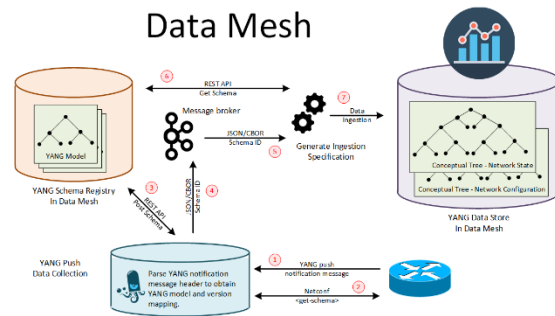 Data Mesh
6
REST API
Get Schema
Message broker
7
Data
Ingestion
YANG Model
JSON/CBOR
Schema ID
5
Generate Ingestion
Specification
Conceptual Tree - Network State
Conceptual Tree - Network Configuration
YANG Schema Registry
In Data Mesh
3
REST API
Post Schema
4
JSON/CBOR
Schema ID
YANG Data Store
In Data Mesh
YANG Push
Data Collection
Parse YANG notification
message header to obtain
YANG model and version
mapping.
1
YANG push
notification message
2
Netconf
<get-schema>